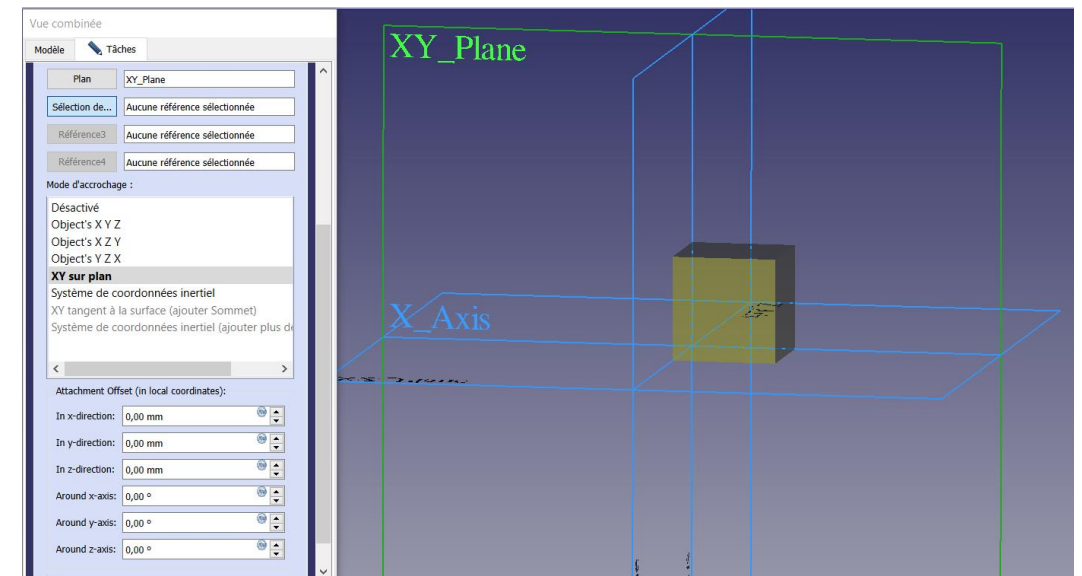 Vue combinée
Modèle
Tâches
Plan
XY_Plane
Sélection de...
Aucune référence sélectionnée
Référence3
Aucune référence sélectionnée
Référence4
Aucune référence sélectionnée
Mode d'accrochage :
Désactivé
Object's X Y Z
Object's X Z Y
Object's Y Z X
XY sur plan
Système de coordonnées inertiel
XY tangent à la surface (ajouter Sommet)
Système de coordonnées inertiel (ajouter plus de
Attachment Offset (in local coordinates):
In x-direction:
0,00 mm
In y-direction:
0,00 mm
In z-direction:
0,00 mm
Around x-axis:
0,00 °
Around y-axis:
0,00 °
Around z-axis:
0,00 °
XY_Plane
X_Axis